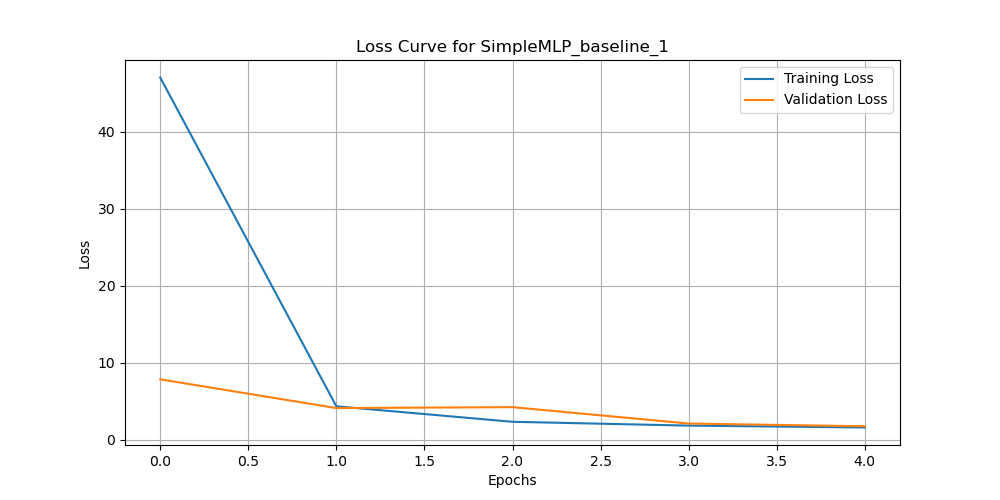 Loss Curve for SimpleMLP_baseline_1
Training Loss
Validation Loss
40
30
20
10
0
Loss
0.0 0.5 1.0 1.5 2.0 2.5 3.0 3.5 4.0
Epochs